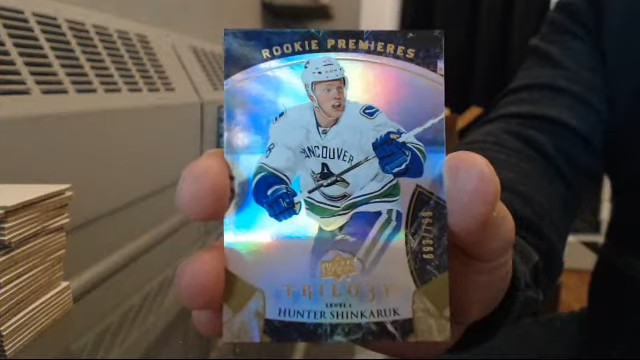 ROOKIE PREMIERES
VANCOUVER
TRILOGY
LEVEL 1
HUNTER SHINKARUK